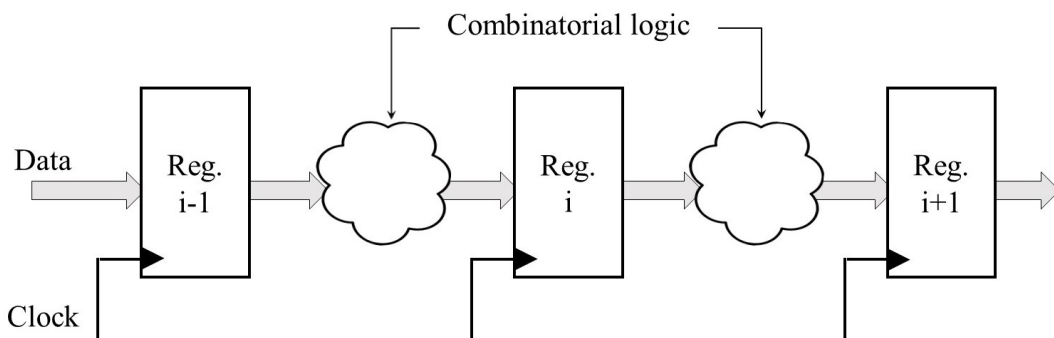 Combinatorial logic
Data
Reg.
i-1
Reg.
i
Reg.
i+1
Clock